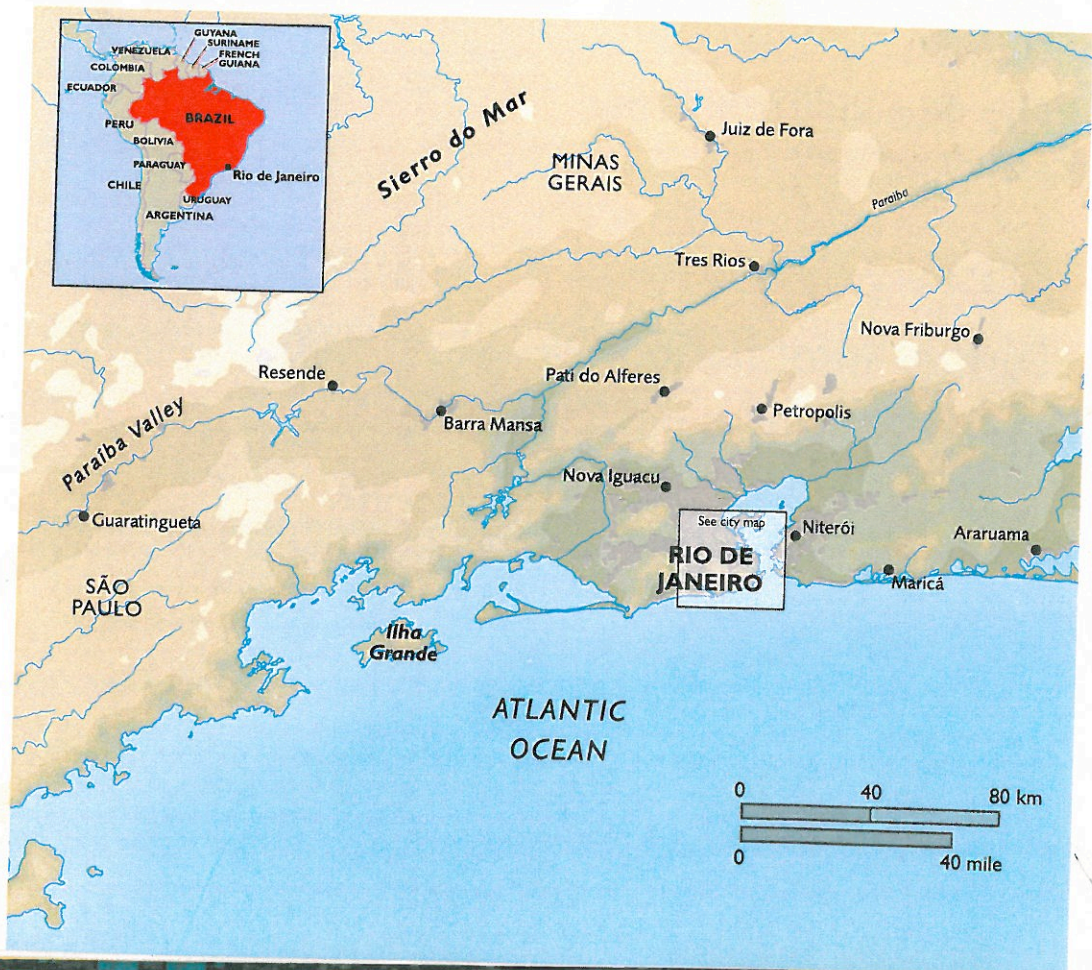 GUYANA
SURINAME
FRENCH
GUIANA
VENEZUELA
COLOMBIA
ECUADOR
BRAZIL
PERU
BOLIVIA
PARAGUAY
Rio de Janeiro
CHILE
URUGUAY
ARGENTINA
Sierro do Mar
MINAS
GERAIS
Juiz de Fora
Paraiba
Tres Rios
Nova Friburgo
Resende
Pati do Alferes
Petropolis
Barra Mansa
Paraíba Valley
Nova Iguacu
Guaratingueta
See city map
Niterói
Araruama
RIO DE
JANEIRO
Maricá
SÃO
PAULO
Ilha
Grande
ATLANTIC
OCEAN
0 40 80 km
0 40 mile